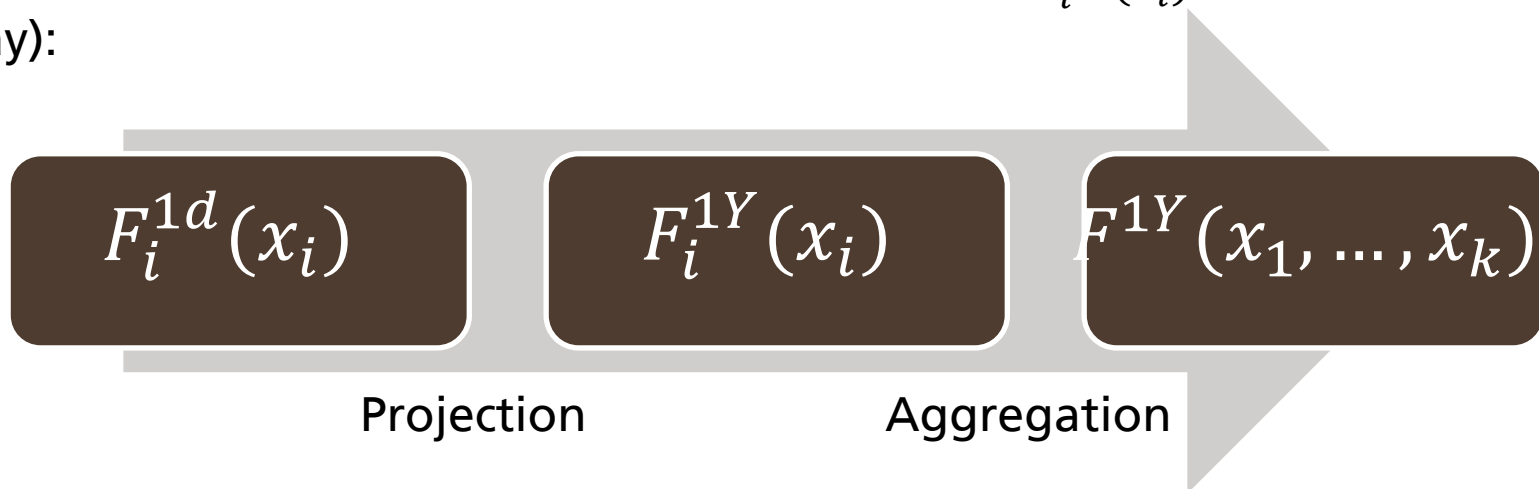 y):
F_i^{1d}(x_i) F_i^{1Y}(x_i) F^{1Y}(x_1, ..., x_k)
Projection Aggregation